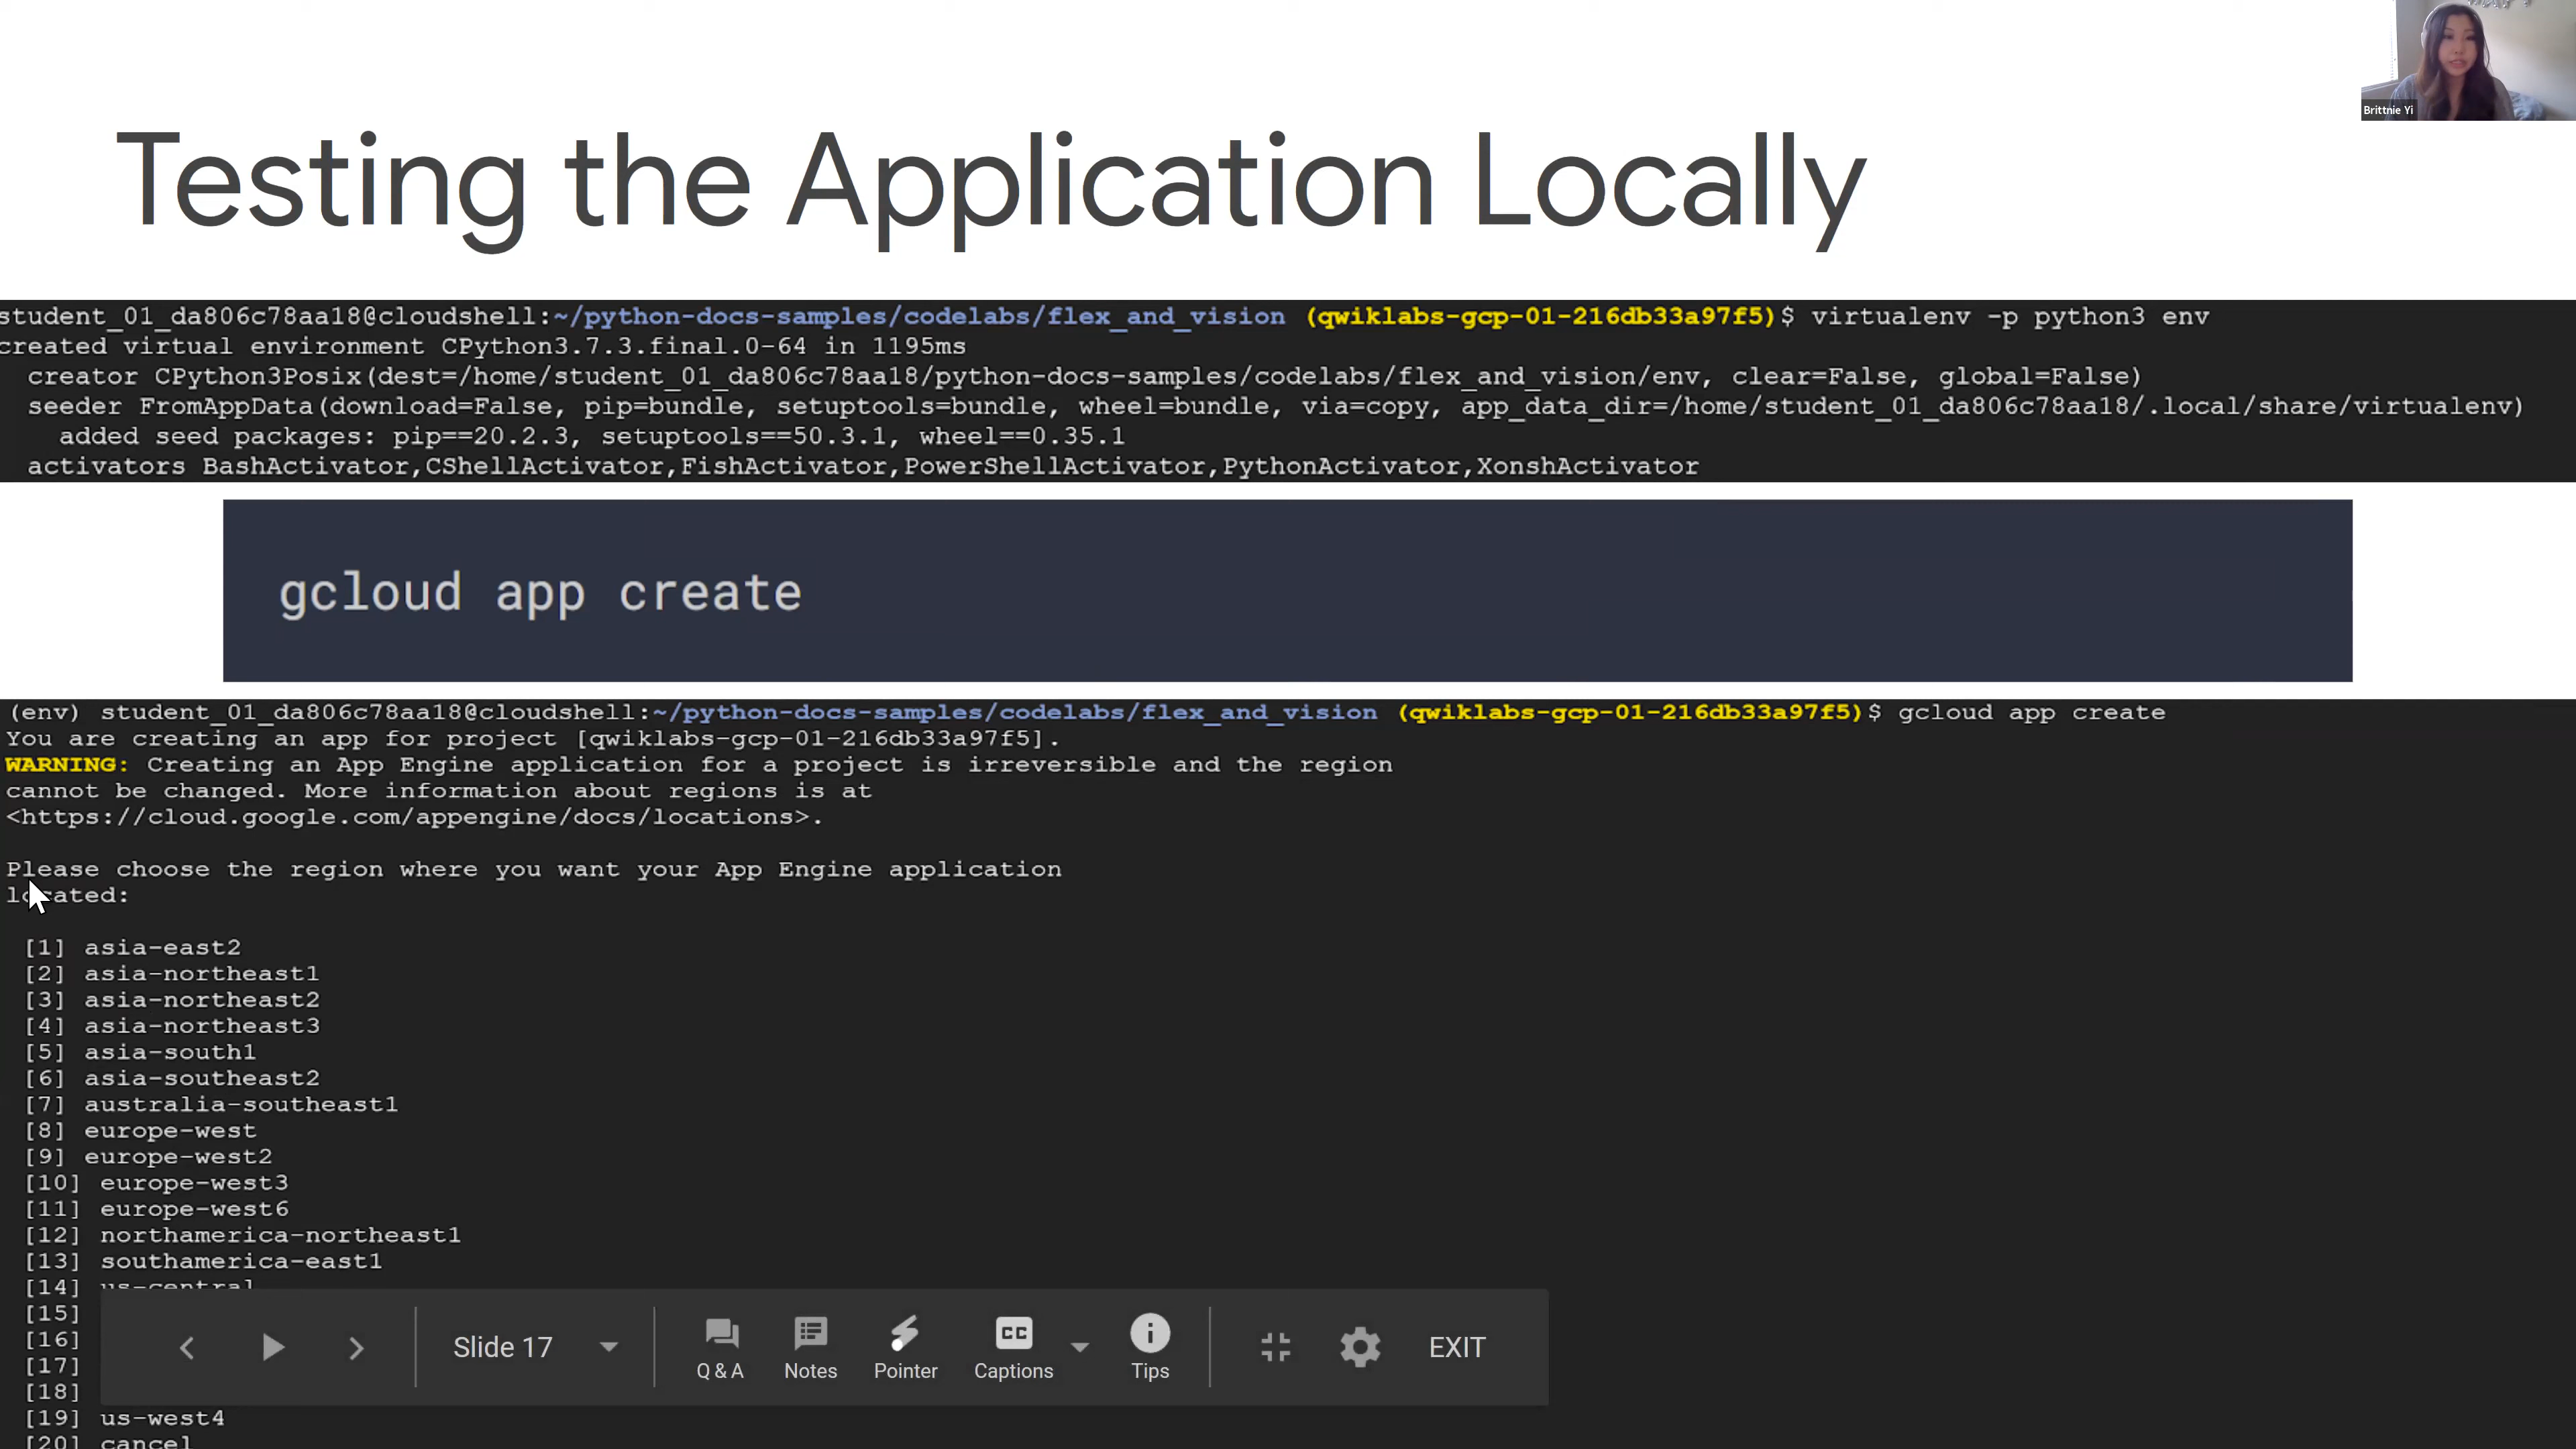 Brittnie Yi
Testing the Application Locally
student_01_da806c78aa18@cloudshell:~/python-docs-samples/codelabs/flex_and_vision (qwiklabs-gcp-01-216db33a97f5)$ virtualenv -p python3 env
created virtual environment CPython3.7.3.final.0-64 in 1195ms
creator CPython3Posix(dest=/home/student_01_da806c78aa18/python-docs-samples/codelabs/flex_and_vision/env, clear=False, global=False)
seeder FromAppData(download=False, pip=bundle, setuptools=bundle, wheel=bundle, via=copy, app_data_dir=/home/student_01_da806c78aa18/.local/share/virtualenv)
added seed packages: pip==20.2.3, setuptools==50.3.1, wheel==0.35.1
activators BashActivator,CShellActivator,FishActivator,PowerShellActivator,PythonActivator,XonshActivator
gcloud app create
(env) student_01_da806c78aa18@cloudshell:~/python-docs-samples/codelabs/flex_and_vision (qwiklabs-gcp-01-216db33a97f5)$ gcloud app create
You are creating an app for project [qwiklabs-gcp-01-216db33a97f5].
WARNING: Creating an App Engine application for a project is irreversible and the region
cannot be changed. More information about regions is at
<https://cloud.google.com/appengine/docs/locations>.
Please choose the region where you want your App Engine application
located:
[1] asia-east2
[2] asia-northeast1
[3] asia-northeast2
[4] asia-northeast3
[5] asia-south1
[6] asia-southeast2
[7] australia-southeast1
[8] europe-west
[9] europe-west2
[10] europe-west3
[11] europe-west6
[12] northamerica-northeast1
[13] southamerica-east1
[14] us-central
[15]
[16]
[17]
[18]
[19] us-west4
[20] cancel
Slide 17
Q & A
Notes
Pointer
CC
Captions
Tips
EXIT